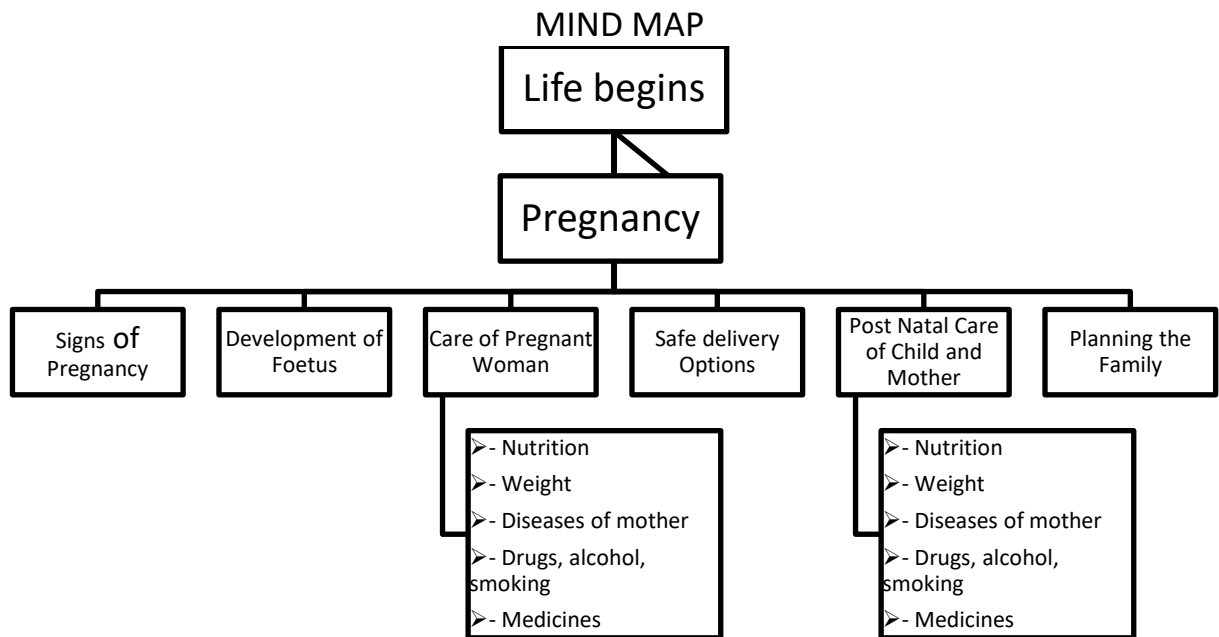 MIND MAP
Life begins
Pregnancy
Signs of
Pregnancy
Development of
Foetus
Care of Pregnant
Woman
Safe delivery
Options
Post Natal Care
of Child and
Mother
Planning the
Family
➢- Nutrition
➢- Weight
➢- Diseases of mother
➢- Drugs, alcohol,
smoking
➢- Medicines
➢- Nutrition
➢- Weight
➢- Diseases of mother
➢- Drugs, alcohol,
smoking
➢- Medicines